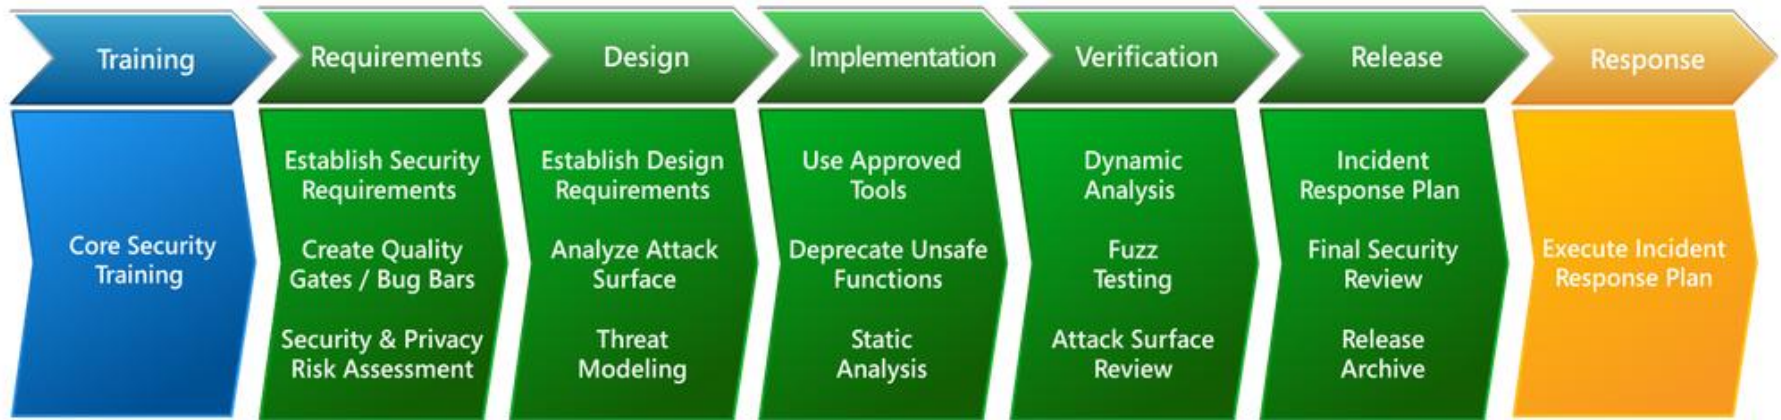 Training
Requirements
Design
Implementation
Verification
Release
Response
Core Security
Training
Establish Security
Requirements
Create Quality
Gates / Bug Bars
Security & Privacy
Risk Assessment
Establish Design
Requirements
Analyze Attack
Surface
Threat
Modeling
Use Approved
Tools
Deprecate Unsafe
Functions
Static
Analysis
Dynamic
Analysis
Fuzz
Testing
Attack Surface
Review
Incident
Response Plan
Final Security
Review
Release
Archive
Execute Incident
Response Plan